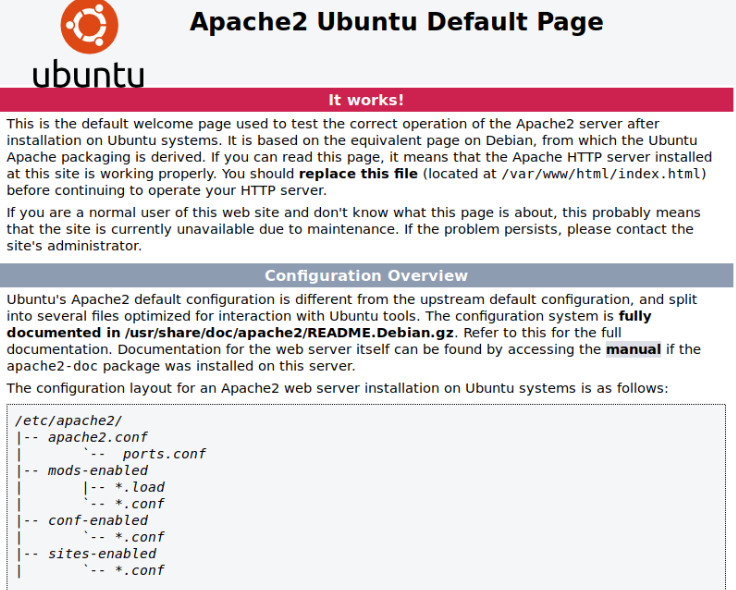 Apache2 Ubuntu Default Page
ubuntu
It works!
This is the default welcome page used to test the correct operation of the Apache2 server after
installation on Ubuntu systems. It is based on the equivalent page on Debian, from which the Ubuntu
Apache packaging is derived. If you can read this page, it means that the Apache HTTP server installed
at this site is working properly. You should replace this file (located at /var/www/html/index.html)
before continuing to operate your HTTP server.
If you are a normal user of this web site and don't know what this page is about, this probably means
that the site is currently unavailable due to maintenance. If the problem persists, please contact the
site's administrator.
Configuration Overview
Ubuntu's Apache2 default configuration is different from the upstream default configuration, and split
into several files optimized for interaction with Ubuntu tools. The configuration system is fully
documented in /usr/share/doc/apache2/README.Debian.gz. Refer to this for the full
documentation. Documentation for the web server itself can be found by accessing the manual if the
apache2-doc package was installed on this server.
The configuration layout for an Apache2 web server installation on Ubuntu systems is as follows:
/etc/apache2/
|-- apache2.conf
|       `--  ports.conf
|-- mods-enabled
|       |-- *.load
|       `-- *.conf
|-- conf-enabled
|       `-- *.conf
|-- sites-enabled
|       `-- *.conf